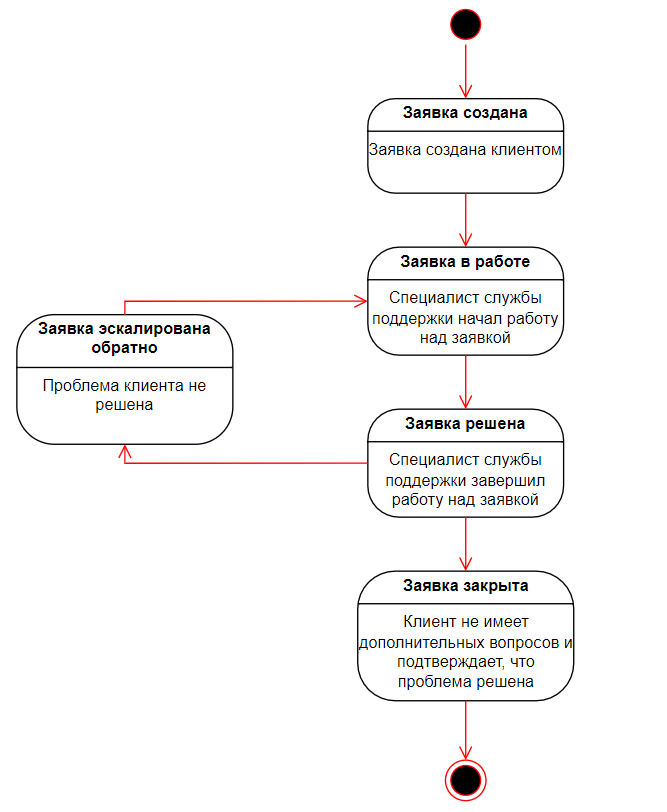 Заявка создана
Заявка создана клиентом
Заявка в работе
Специалист службы
поддержки начал работу
над заявкой
Заявка эскалирована
обратно
Проблема клиента не
решена
Заявка решена
Специалист службы
поддержки завершил
работу над заявкой
Заявка закрыта
Клиент не имеет
дополнительных вопросов и
подтверждает, что
проблема решена